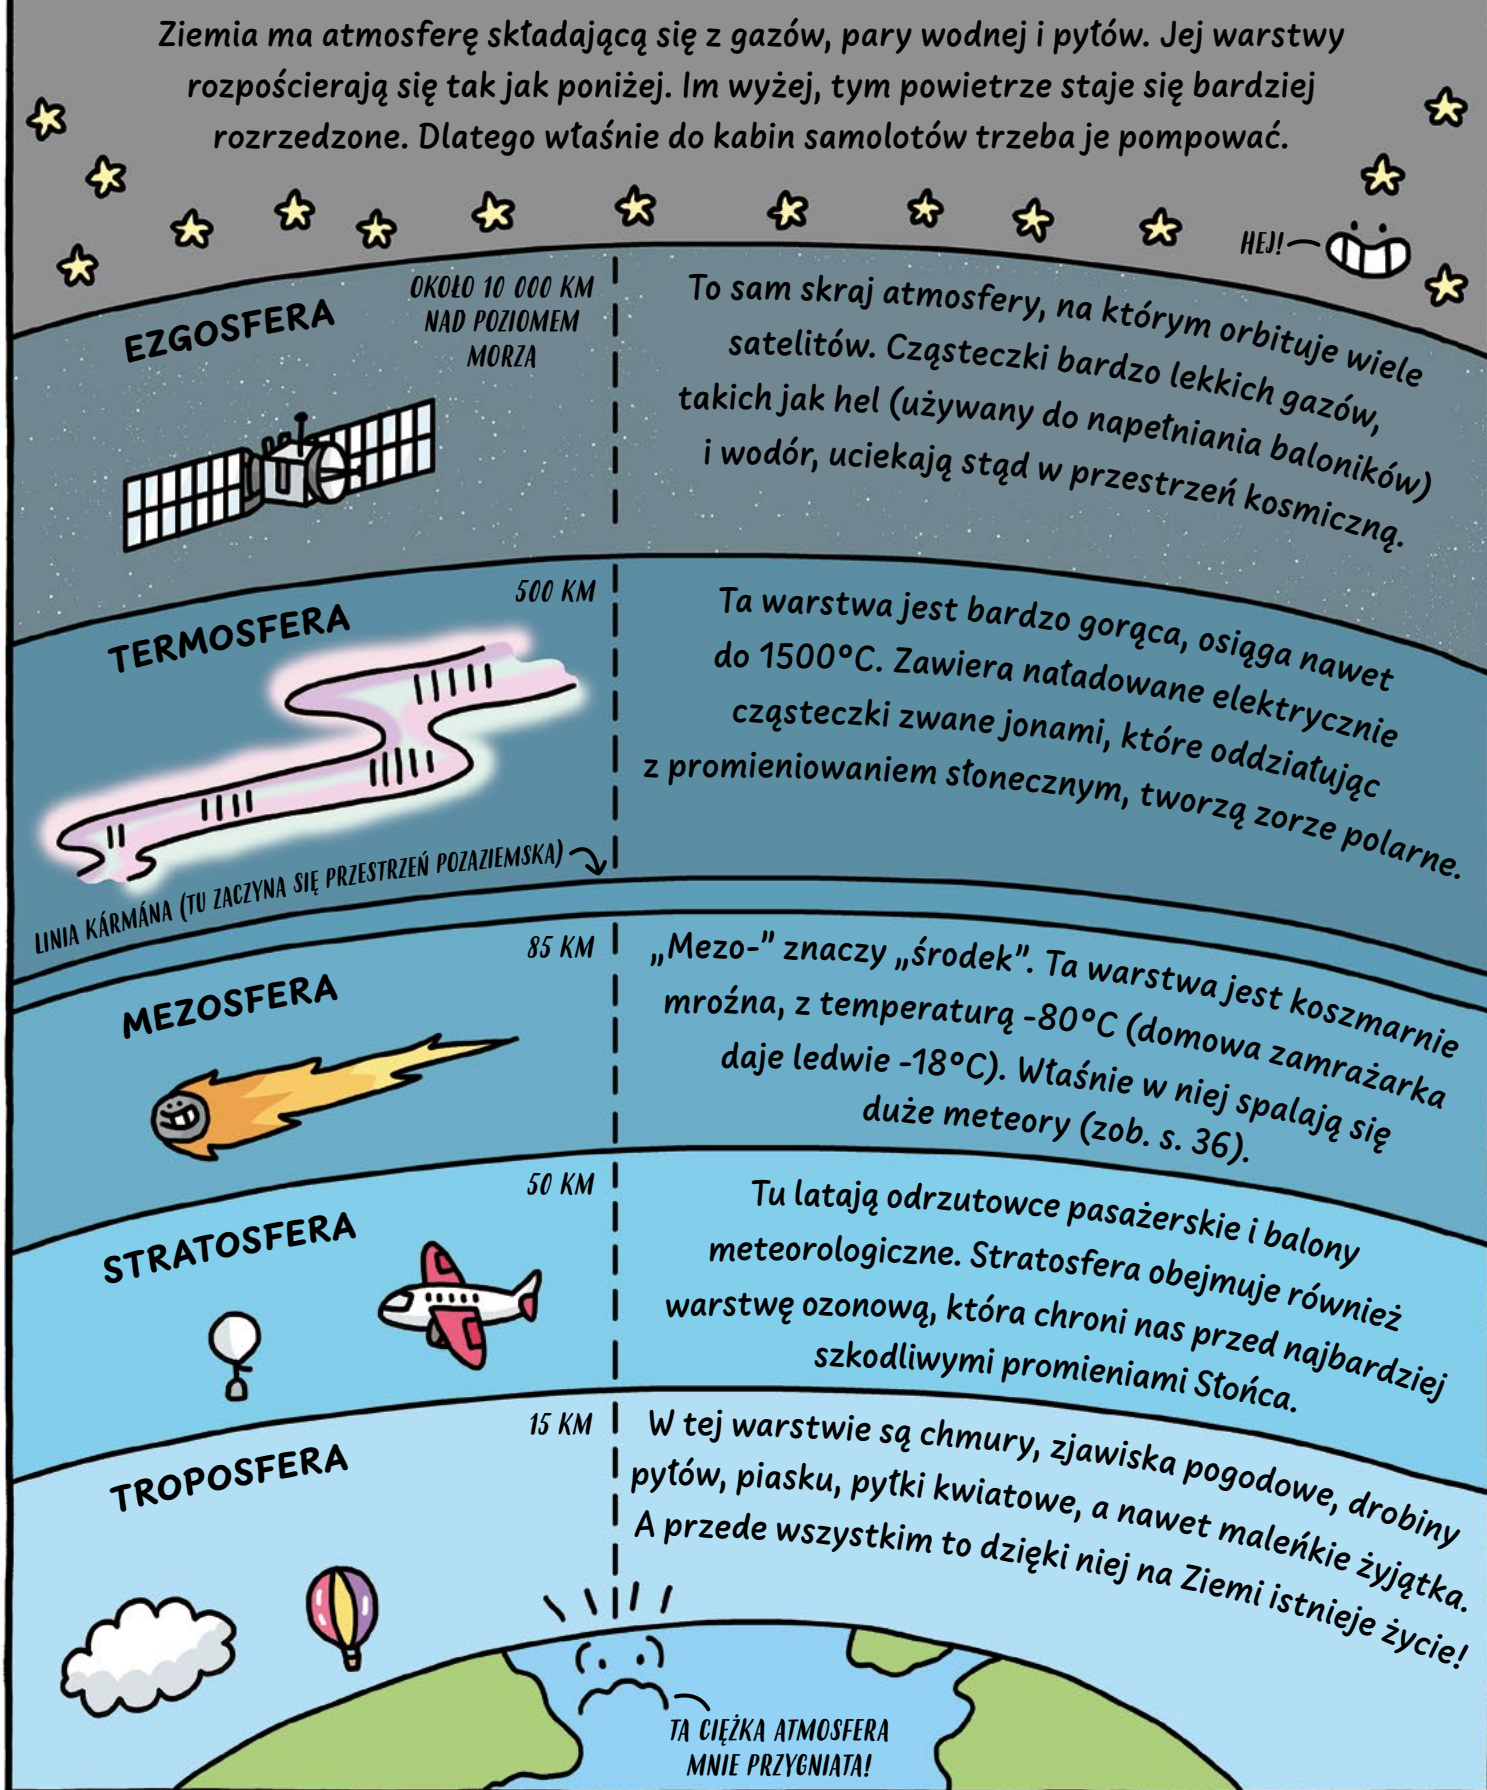 Ziemia ma atmosferę składającą się z gazów, pary wodnej i pyłów. Jej warstwy
rozpościerają się tak jak poniżej. Im wyżej, tym powietrze staje się bardziej
rozrzedzone. Dlatego właśnie do kabin samolotów trzeba je pompować.
HEJ!
EZGOSFERA
OKOŁO 10 000 KM
NAD POZIOMEM
MORZA
To sam skraj atmosfery, na którym orbituje wiele
satelitów. Cząsteczki bardzo lekkich gazów,
takich jak hel (używany do napełniania baloników)
i wodór, uciekają stąd w przestrzeń kosmiczną.
TERMOSFERA
500 KM
Ta warstwa jest bardzo gorąca, osiąga nawet
do 1500°C. Zawiera naładowane elektrycznie
cząsteczki zwane jonami, które oddziałując
z promieniowaniem słonecznym, tworzą zorze polarne.
LINIA KÁRMÁNA (TU ZACZYNA SIĘ PRZESTRZEŃ POZAZIEMSKA)
MEZOSFERA
85 KM
„Mezo-” znaczy „środek”. Ta warstwa jest koszmarnie
mroźna, z temperaturą -80°C (domowa zamrażarka
daje ledwie -18°C). Właśnie w niej spalają się
duże meteory (zob. s. 36).
STRATOSFERA
50 KM
Tu latają odrzutowce pasażerskie i balony
meteorologiczne. Stratosfera obejmuje również
warstwę ozonową, która chroni nas przed najbardziej
szkodliwymi promieniami Słońca.
TROPOSFERA
15 KM
W tej warstwie są chmury, zjawiska pogodowe, drobiny
pyłów, piasku, pyłki kwiatowe, a nawet maleńkie żyjątka.
A przede wszystkim to dzięki niej na Ziemi istnieje życie!
TA CIĘŻKA ATMOSFERA
MNIE PRZYGNIATA!